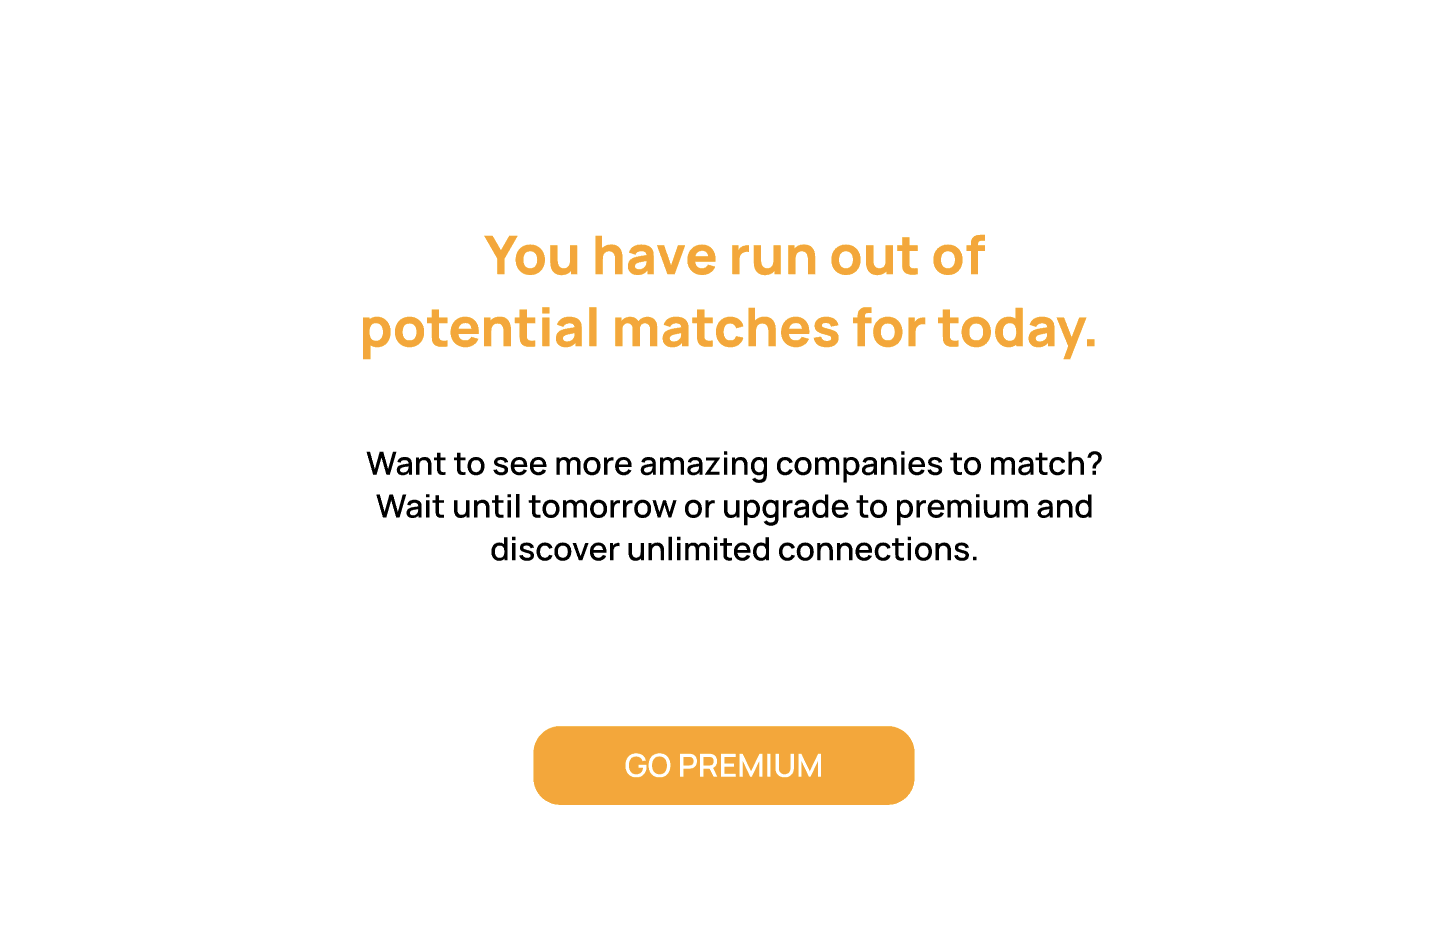 You have run out of
potential matches for today.
Want to see more amazing companies to match?
Wait until tomorrow or upgrade to premium and
discover unlimited connections.
GO PREMIUM